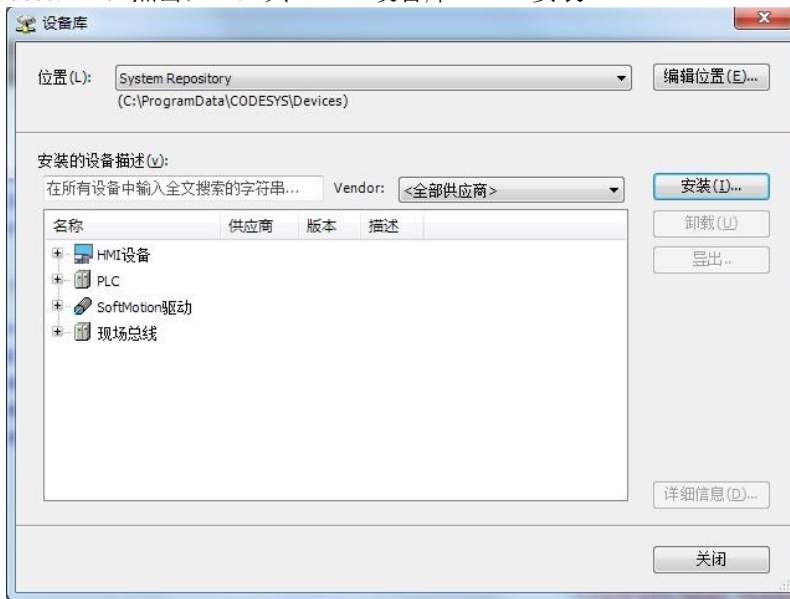 设备库
位置(L):
System Repository
编辑位置(E)...
(C:\ProgramData\CODESYS\Devices)
安装的设备描述(v):
在所有设备中输入全文搜索的字符串...
Vendor:
<全部供应商>
安装(I)...
名称
供应商
版本
描述
卸载(U)
HMI设备
导出..
PLC
SoftMotion驱动
现场总线
详细信息(D)...
关闭